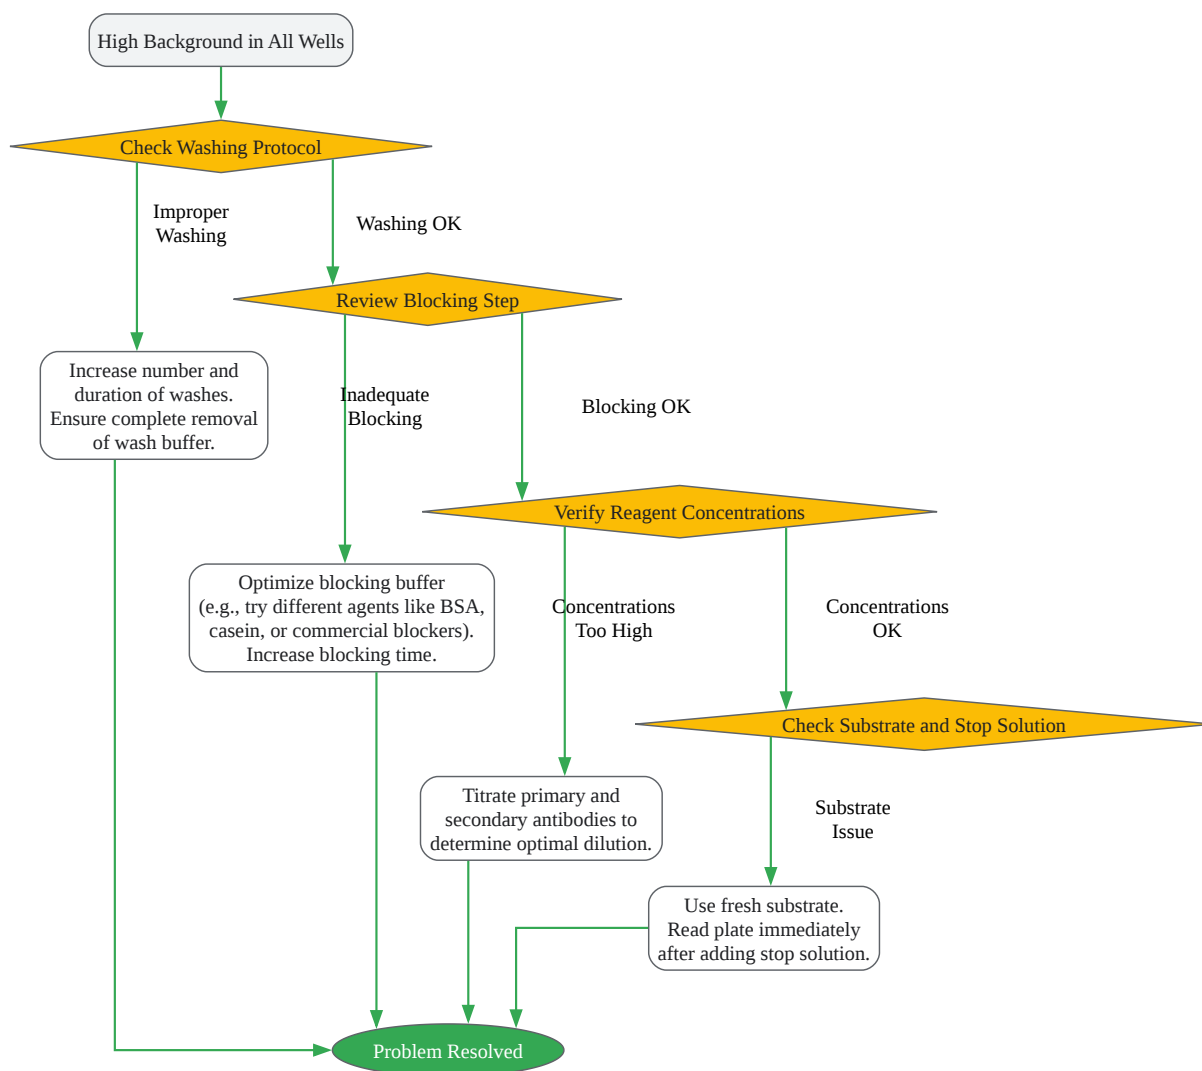 High Background in All Wells
Check Washing Protocol
Improper
Washing
Washing OK
Review Blocking Step
Increase number and
duration of washes.
Ensure complete removal
of wash buffer.
Inadequate
Blocking
Blocking OK
Verify Reagent Concentrations
Optimize blocking buffer
(e.g., try different agents like BSA,
casein, or commercial blockers).
Increase blocking time.
Concentrations
Too High
Concentrations
OK
Check Substrate and Stop Solution
Titrate primary and
secondary antibodies to
determine optimal dilution.
Substrate
Issue
Use fresh substrate.
Read plate immediately
after adding stop solution.
Problem Resolved